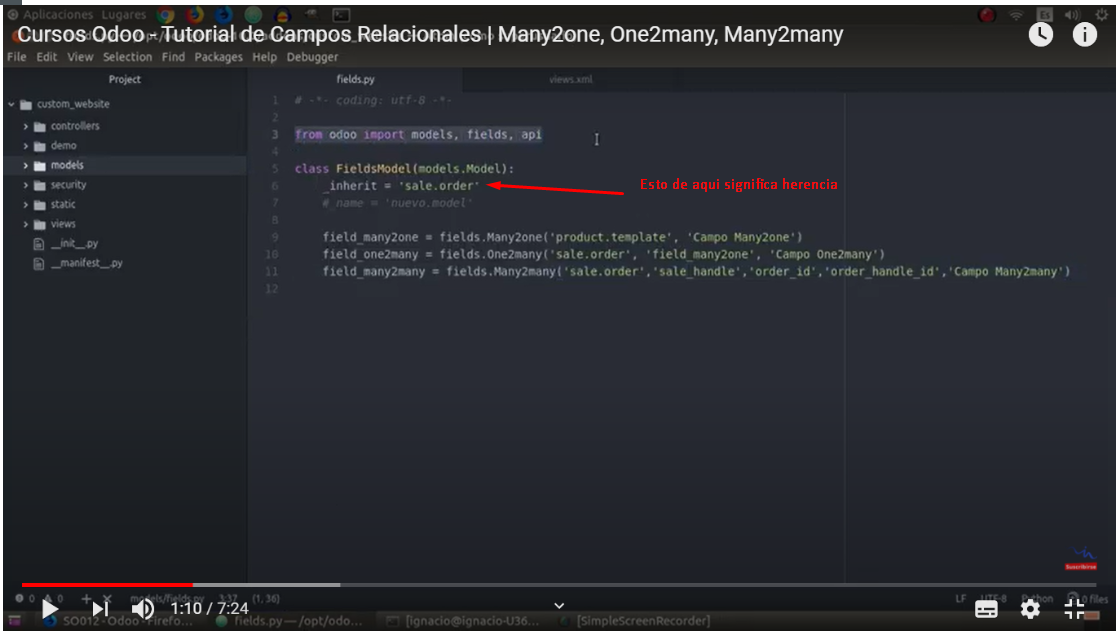 Aplicaciones Lugares
Cursos Odoo - Tutorial de Campos Relacionales | Many2one, One2many, Many2many
File Edit View Selection Find Packages Help Debugger
Project
fields.py
views.xml
custom_website
controllers
demo
models
security
static
views
__init__.py
__manifest__.py
1 # -*- coding: utf-8 -*-
2
3 from odoo import models, fields, api
4
5 class FieldsModel(models.Model):
6 _inherit = 'sale.order'
Esto de aqui significa herencia
7 #_name = 'nuevo.model'
8
9 field_many2one = fields.Many2one('product.template', 'Campo Many2one')
10 field_one2many = fields.One2many('sale.order', 'field_many2one', 'Campo One2many')
11 field_many2many = fields.Many2many('sale.order','sale_handle','order_id','order_handle_id','Campo Many2many')
12
Suscribirse
0 0 models/fields.py 3:37 (1, 36)
LF UTF-8 Python 0 files
1:10 / 7:24
SO012 - Odoo - Firefo...
fields.py — /opt/odo...
[ignacio@ignacio-U36...
[SimpleScreenRecorder]